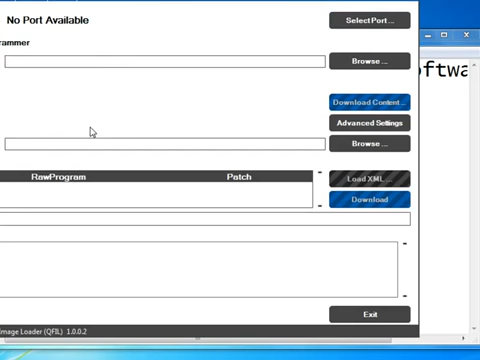 No Port Available
Select Port ...
rammer
Browse ...
oftwa
Download Content...
Advanced Settings
Browse ...
RawProgram Patch
Load XML ...
Download
Exit
mage Loader (QFIL) 1.0.0.2